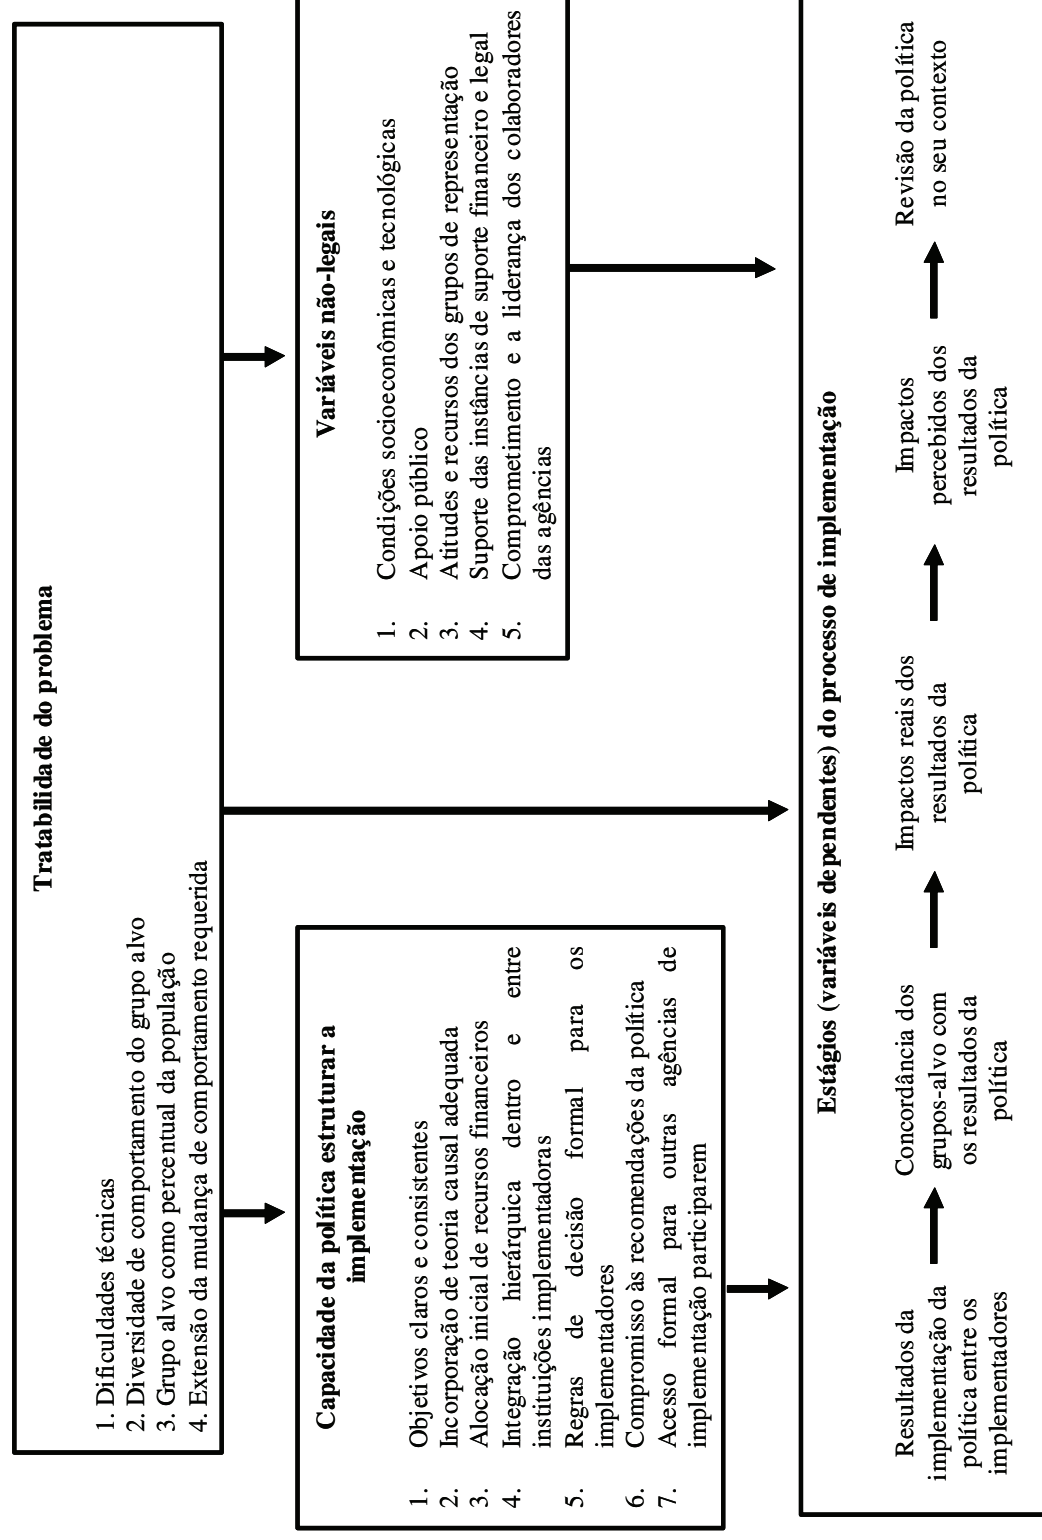 Tratabilidade do problema
1. Dificuldades técnicas
2. Diversidade de comportamento do grupo alvo
3. Grupo alvo como percentual da população
4. Extensão da mudança de comportamento requerida
Capacidade da política estruturar a
implementação
1. Objetivos claros e consistentes
2. Incorporação de teoria causal adequada
3. Alocação inicial de recursos financeiros
4. Integração hierárquica dentro e entre
instituições implementadoras
5. Regras de decisão formal para os
implementadores
6. Compromisso às recomendações da política
7. Acesso formal para outras agências de
implementação participarem
Variáveis não-legais
1. Condições socioeconômicas e tecnológicas
2. Apoio público
3. Atitudes e recursos dos grupos de representação
4. Suporte das instâncias de suporte financeiro e legal
5. Comprometimento e a liderança dos colaboradores
das agências
Estágios (variáveis dependentes) do processo de implementação
Resultados da
implementação da
política entre os
implementadores
Concordância dos
grupos-alvo com
os resultados da
política
Impactos reais dos
resultados da
política
Impactos
percebidos dos
resultados da
política
Revisão da política
no seu contexto